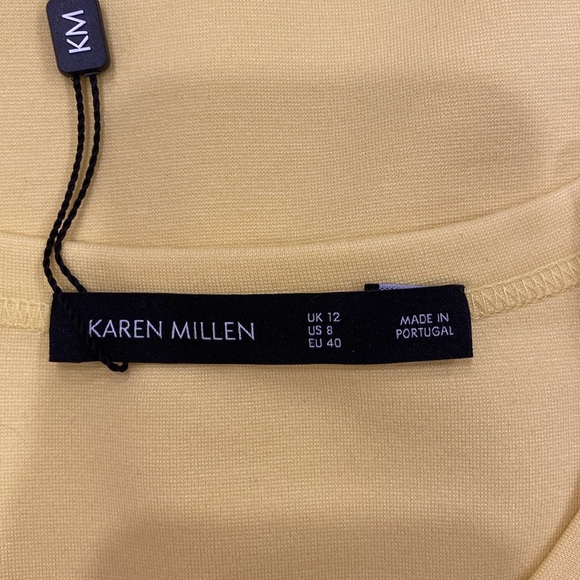 KM
KAREN MILLEN
UK 12
US 8
EU 40
MADE IN
PORTUGAL